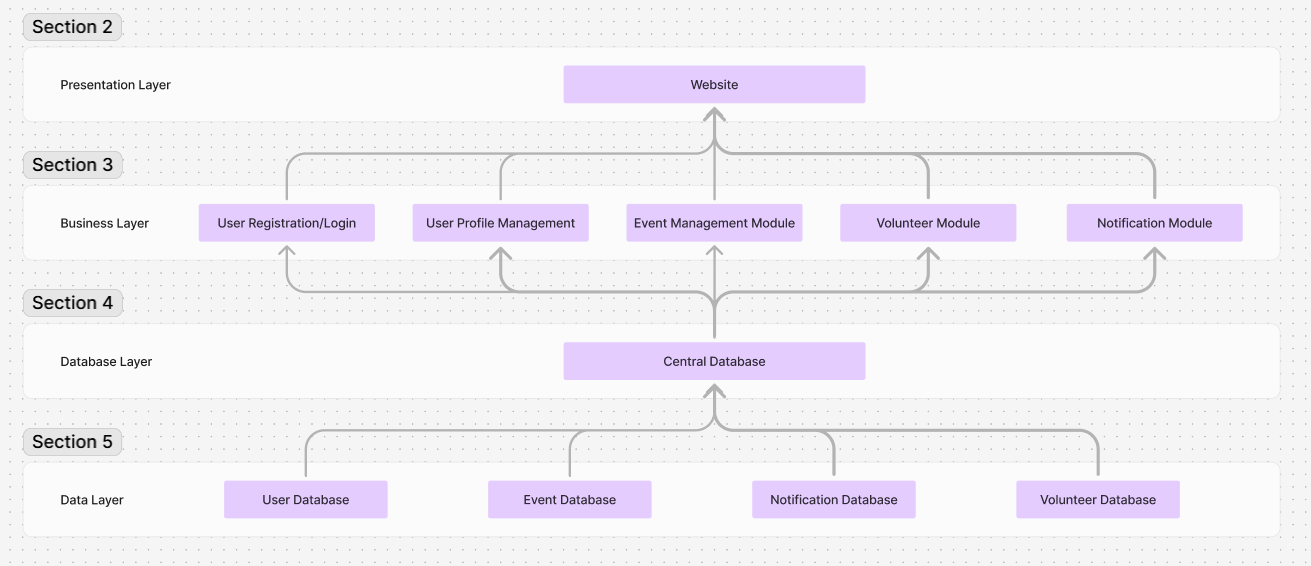 Section 2
Presentation Layer
Website
Section 3
Business Layer
User Registration/Login
User Profile Management
Event Management Module
Volunteer Module
Notification Module
Section 4
Database Layer
Central Database
Section 5
Data Layer
User Database
Event Database
Notification Database
Volunteer Database